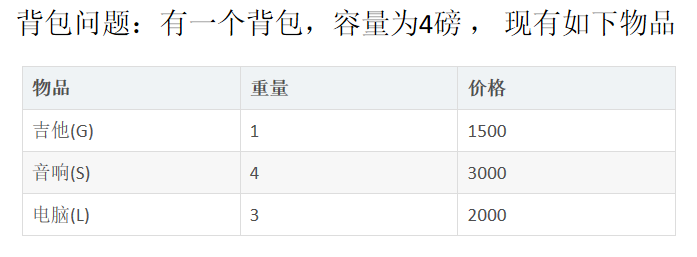 背包问题：有一个背包，容量为4磅 ， 现有如下物品
物品 重量 价格
吉他(G) 1 1500
音响(S) 4 3000
电脑(L) 3 2000